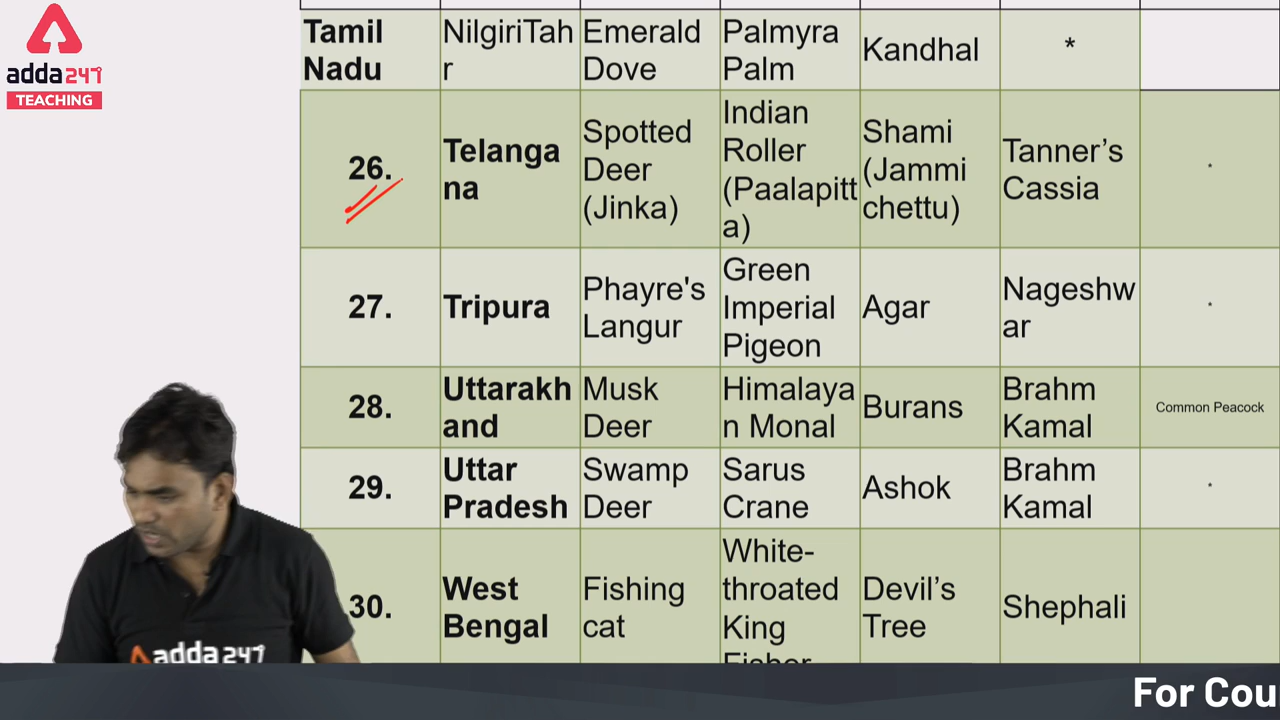 adda247
TEACHING
Tamil
Nadu
NilgiriTah
r
Emerald
Dove
Palmyra
Palm
Kandhal
*
26.
Telanga
na
Spotted
Deer
(Jinka)
Indian
Roller
(Paalapitt
a)
Shami
(Jammi
chettu)
Tanner’s
Cassia
*
27.
Tripura
Phayre's
Langur
Green
Imperial
Pigeon
Agar
Nageshw
ar
*
28.
Uttarakh
and
Musk
Deer
Himalaya
n Monal
Burans
Brahm
Kamal
Common Peacock
29.
Uttar
Pradesh
Swamp
Deer
Sarus
Crane
Ashok
Brahm
Kamal
*
30.
West
Bengal
Fishing
cat
White-
throated
King
Fisher
Devil’s
Tree
Shephali
adda247
For Cou